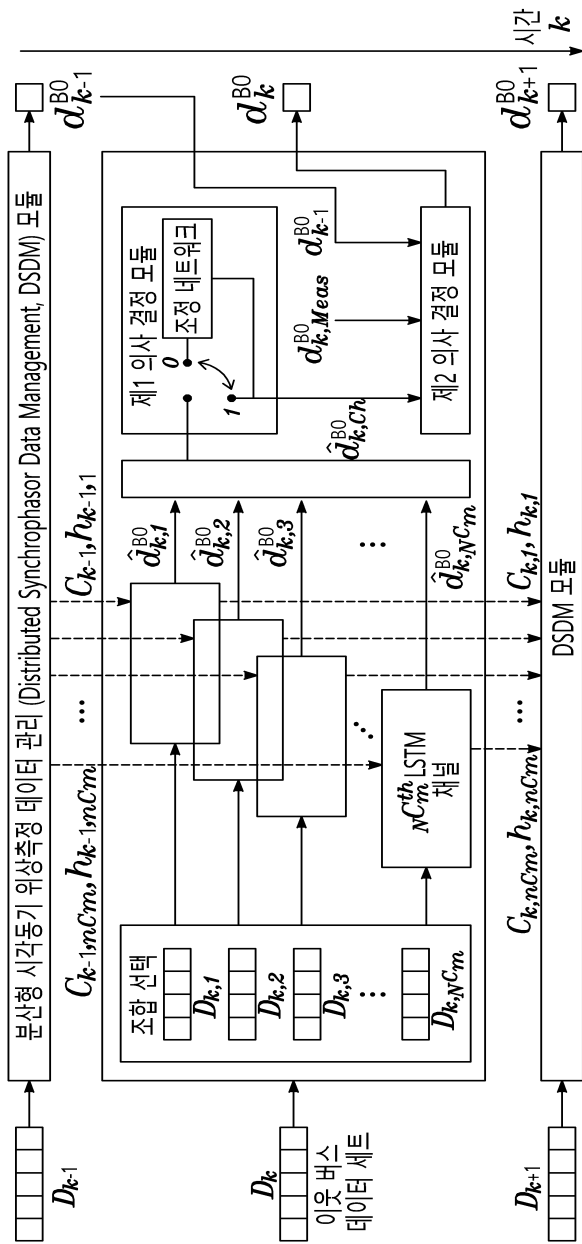 D_{k-1}
분산형 시각동기 위상측정 데이터 관리 (Distributed Synchrophasor Data Management, DSDM) 모듈
d^{BO}_{k-1}
C_{k-1,nCm}, h_{k-1,nCm}
...
C_{k-1}, h_{k-1,1}
D_k
이웃 버스
데이터 세트
조합 선택
D_{k,1}
D_{k,2}
D_{k,3}
...
D_{k,NCm}
...
_NC_m^{th} LSTM
채널
\hat{d}^{BO}_{k,1}
\hat{d}^{BO}_{k,2}
\hat{d}^{BO}_{k,3}
...
\hat{d}^{BO}_{k,NCm}
제1 의사 결정 모듈
조정 네트워크
0
1
\hat{d}^{BO}_{k,Ch}
d^{BO}_{k,Meas}
d^{BO}_{k-1}
제2 의사 결정 모듈
d^{BO}_k
C_{k,nCm}, h_{k,nCm}
...
C_{k,1}, h_{k,1}
D_{k+1}
DSDM 모듈
d^{BO}_{k+1}
시간
k